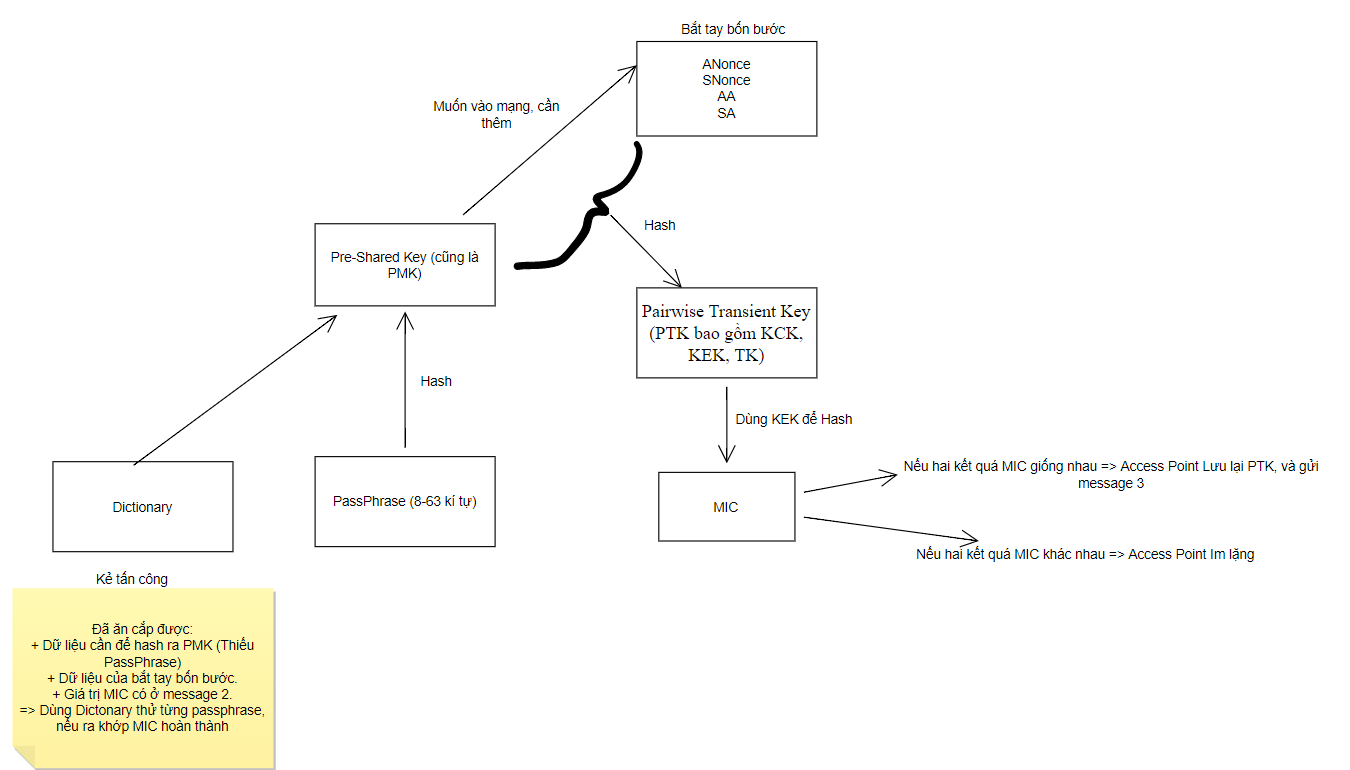 Bắt tay bốn bước
ANonce
SNonce
AA
SA
Muốn vào mạng, cần
thêm
Hash
Pre-Shared Key (cũng là
PMK)
Pairwise Transient Key
(PTK bao gồm KCK,
KEK, TK)
Hash
Dùng KEK để Hash
Dictionary
PassPhrase (8-63 kí tự)
MIC
Nếu hai kết quá MIC giống nhau => Access Point Lưu lại PTK, và gửi
message 3
Nếu hai kết quá MIC khác nhau => Access Point Im lặng
Kẻ tấn công
Đã ăn cắp được:
+ Dữ liệu cần để hash ra PMK (Thiếu
PassPhrase)
+ Dữ liệu của bắt tay bốn bước.
+ Giá trị MIC có ở message 2.
=> Dùng Dictonary thử từng passphrase,
nếu ra khớp MIC hoàn thành